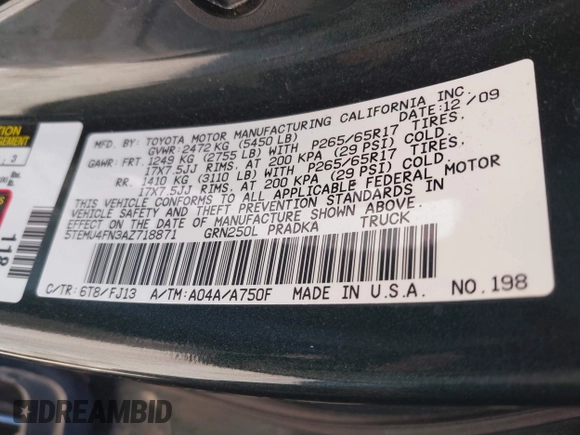 MFD. BY: TOYOTA MOTOR MANUFACTURING CALIFORNIA INC.
GVWR: 2472 KG (5450 LB) DATE: 12/09
GAWR: FRT. 1249 KG (2755 LB) WITH P265/65R17 TIRES,
17X7.5JJ RIMS, AT 200 KPA (29 PSI) COLD.
RR. 1410 KG (3110 LB) WITH P265/65R17 TIRES,
17X7.5JJ RIMS, AT 200 KPA (29 PSI) COLD.
THIS VEHICLE CONFORMS TO ALL APPLICABLE FEDERAL MOTOR
VEHICLE SAFETY AND THEFT PREVENTION STANDARDS IN
EFFECT ON THE DATE OF MANUFACTURE SHOWN ABOVE.
5TEMU4FN3AZ718871 GRN250L PRADKA TRUCK
C/TR: 6T8/FJ13 A/TM: A04A/A750F MADE IN U.S.A. NO.198
DREAMBID